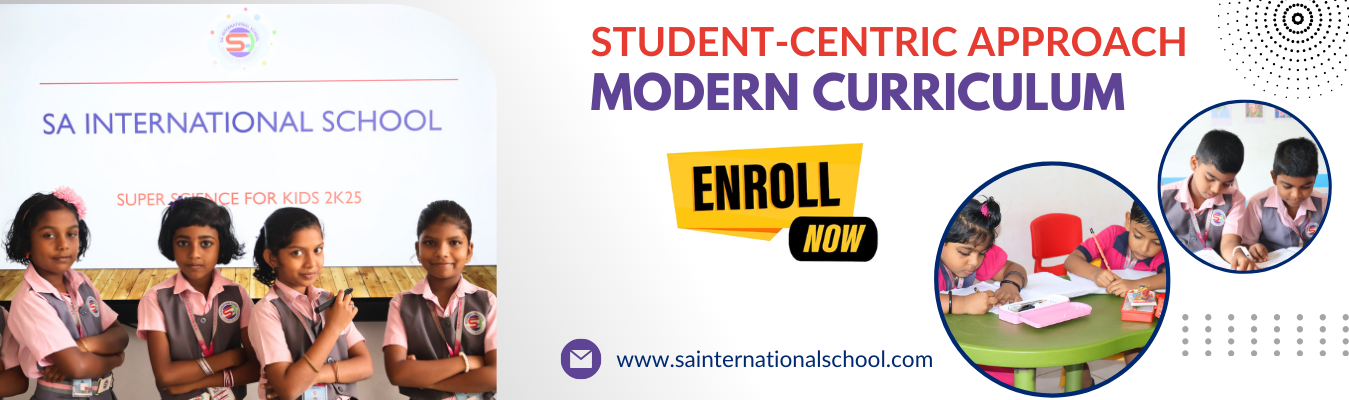 SA INTERNATIONAL SCHOOL
SUPER SCIENCE FOR KIDS 2K25
STUDENT-CENTRIC APPROACH
MODERN CURRICULUM
ENROLL
NOW
www.sainternationalschool.com